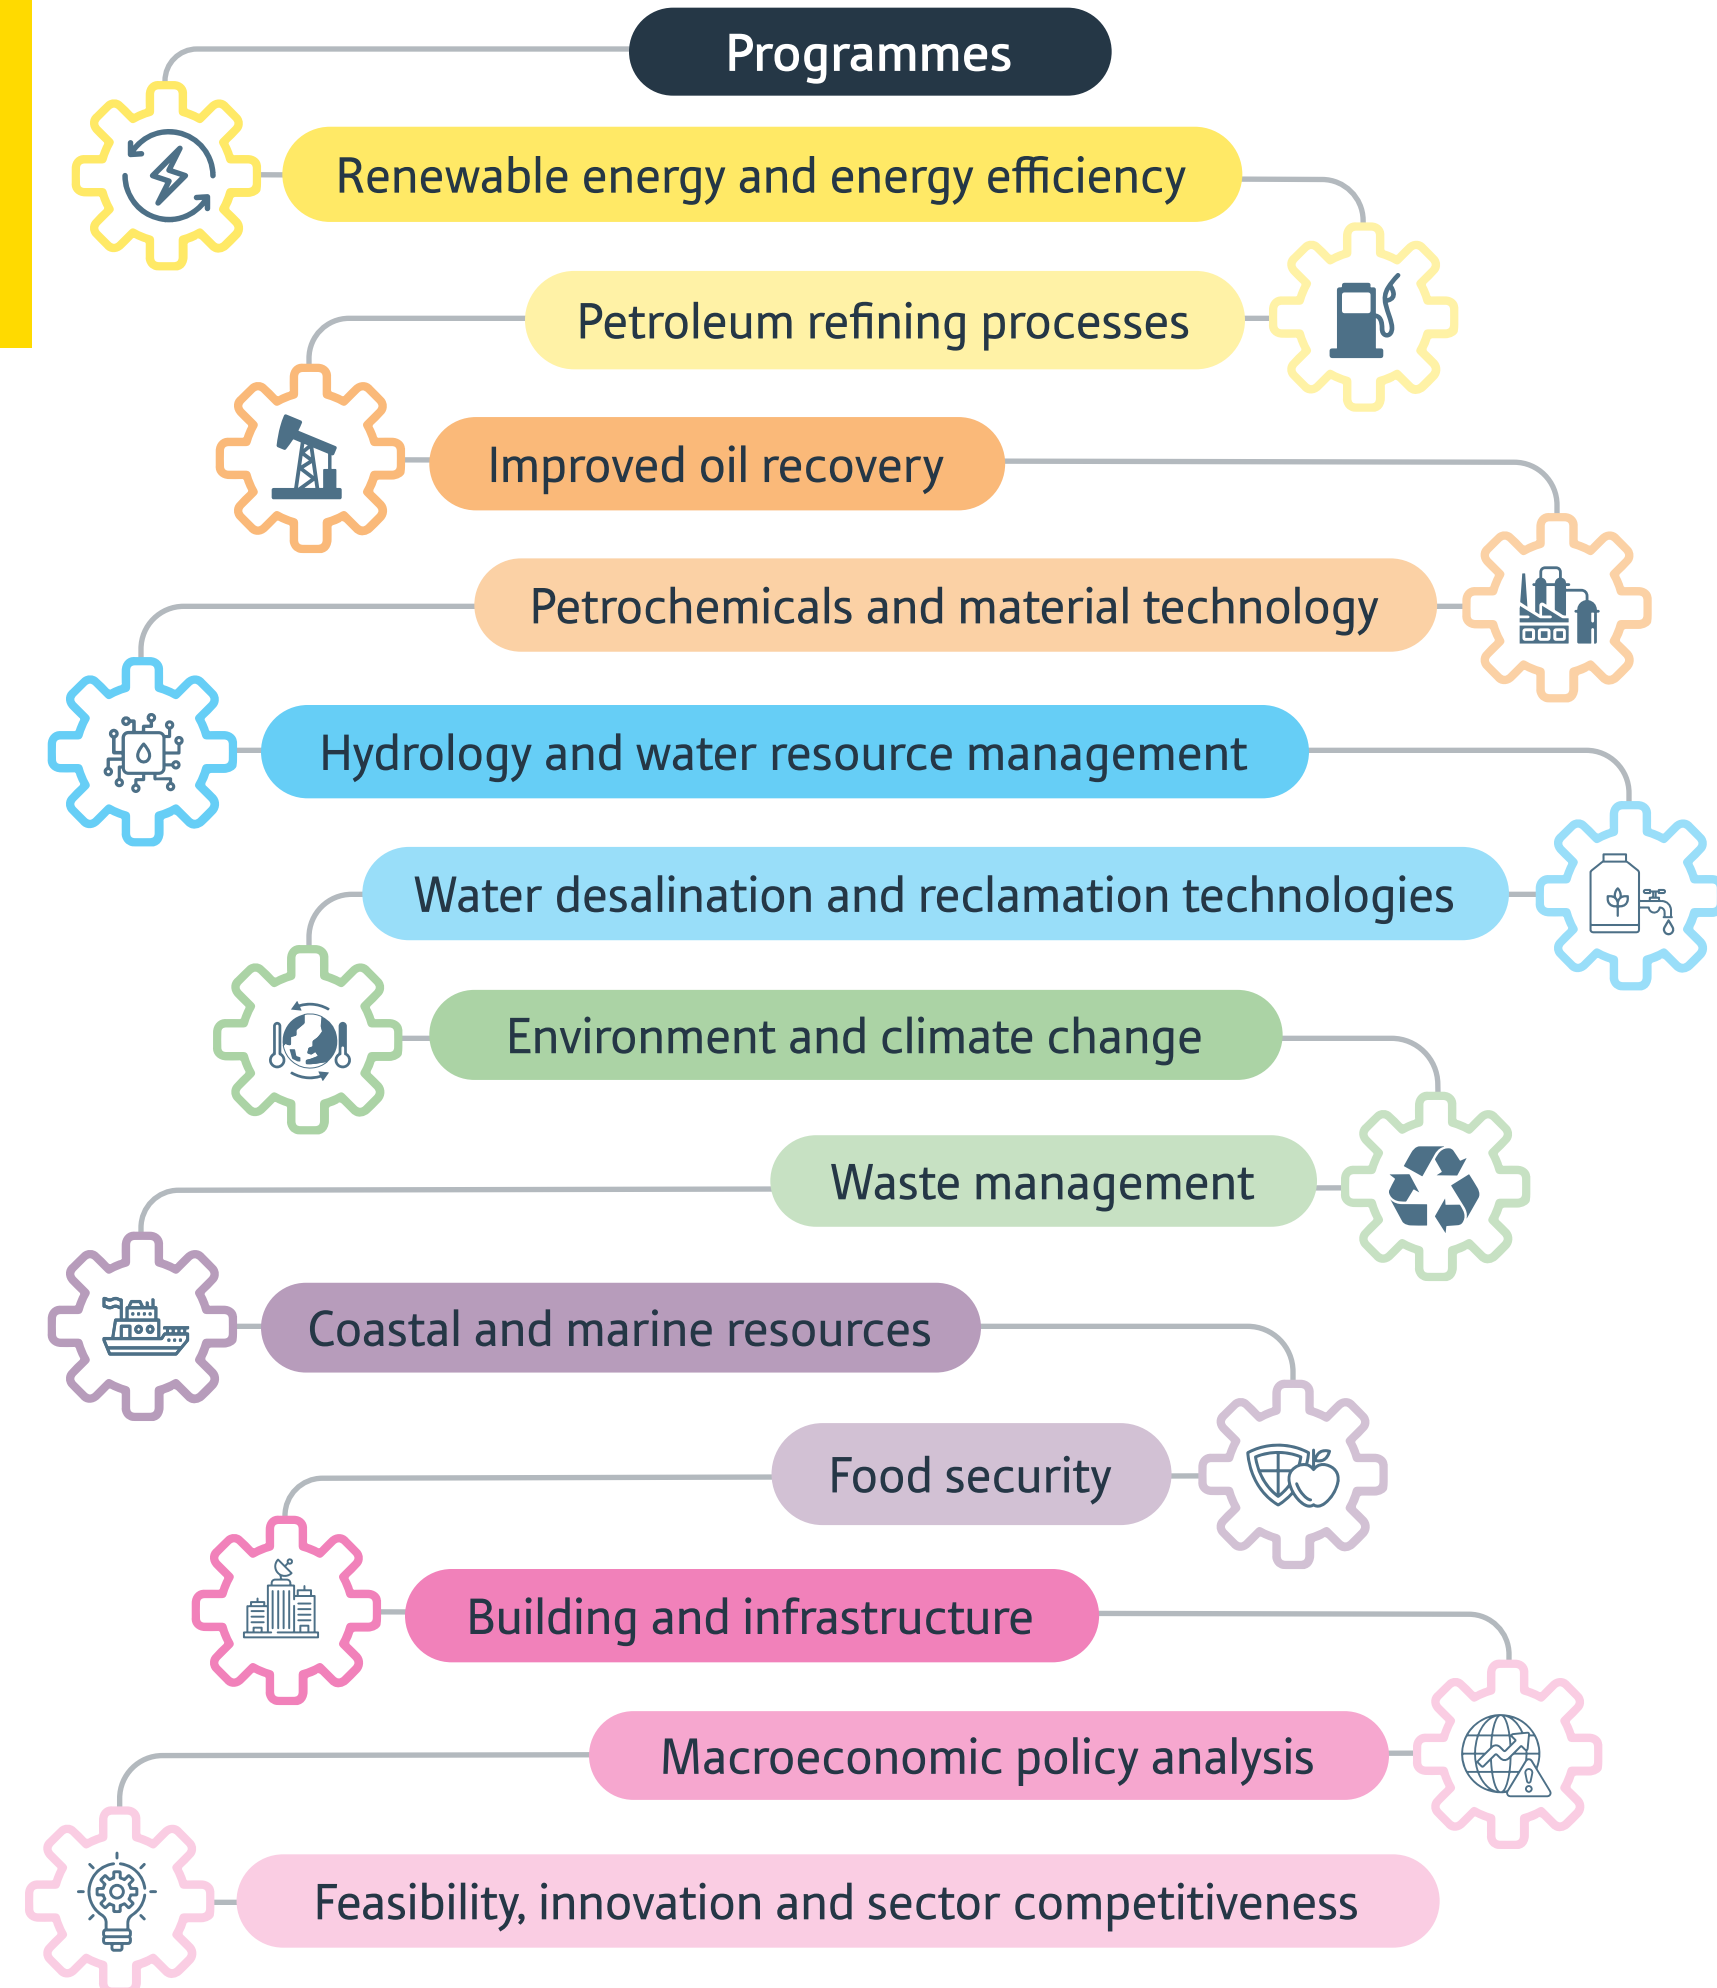 Programmes
Renewable energy and energy efficiency
Petroleum refining processes
Improved oil recovery
Petrochemicals and material technology
Hydrology and water resource management
Water desalination and reclamation technologies
Environment and climate change
Waste management
Coastal and marine resources
Food security
Building and infrastructure
Macroeconomic policy analysis
Feasibility, innovation and sector competitiveness